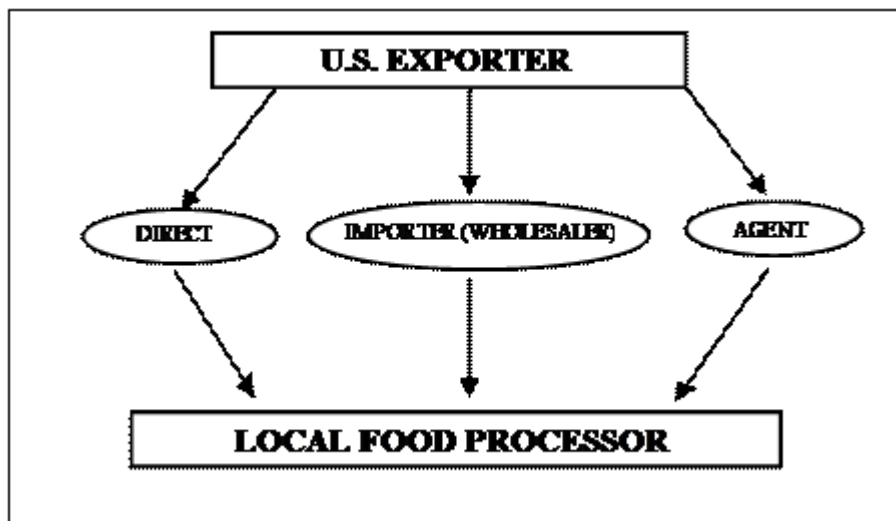 U.S. EXPORTER
DIRECT
IMPORTER (WHOLESALER)
AGENT
LOCAL FOOD PROCESSOR